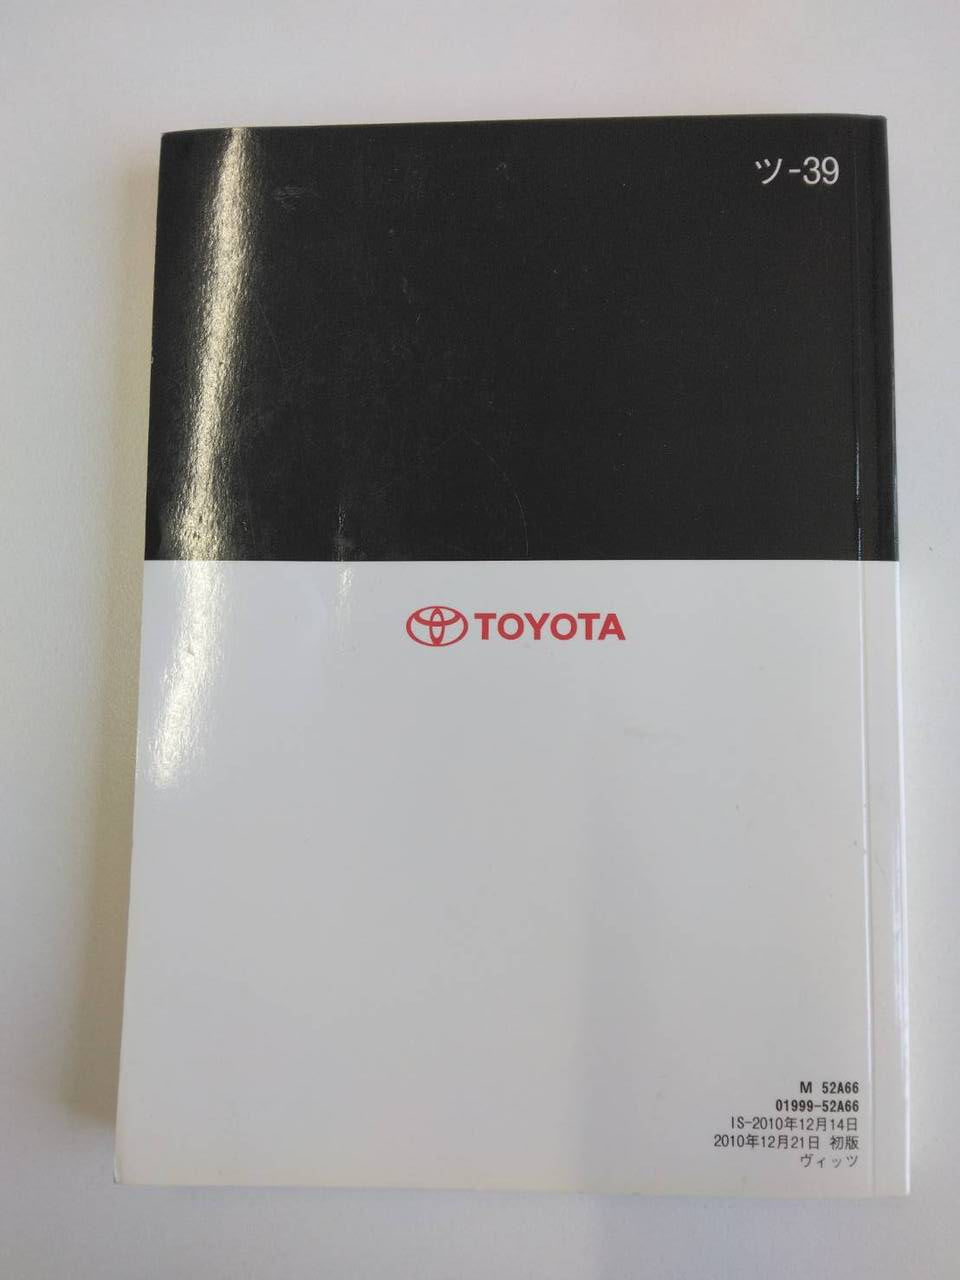 ツ-39
TOYOTA
M 52A66
01999-52A66
IS-2010年12月14日
2010年12月21日 初版
ヴィッツ